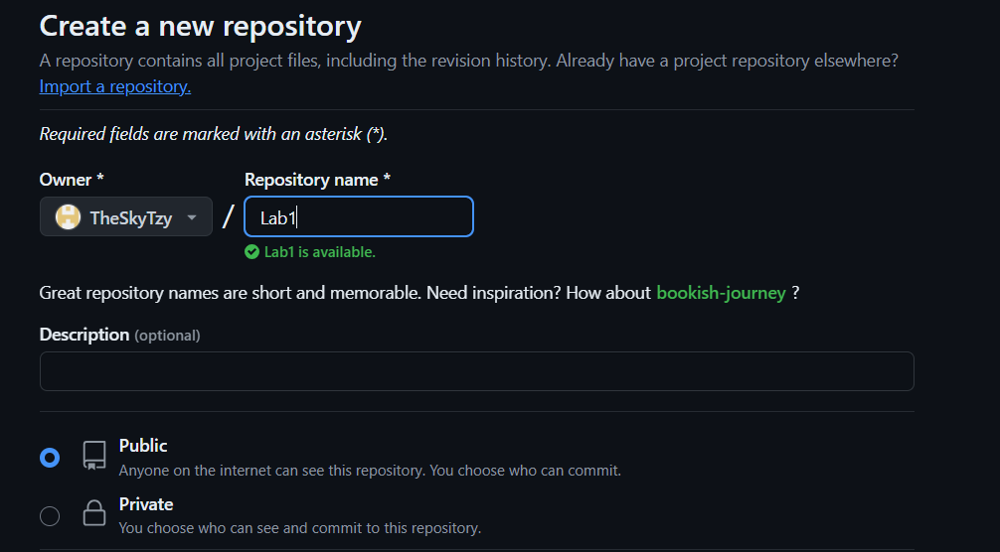 Create a new repository
A repository contains all project files, including the revision history. Already have a project repository elsewhere?
Import a repository.
Required fields are marked with an asterisk (*).
Owner *
Repository name *
TheSkyTzy
/
Lab1
Lab1 is available.
Great repository names are short and memorable. Need inspiration? How about bookish-journey ?
Description (optional)
Public
Anyone on the internet can see this repository. You choose who can commit.
Private
You choose who can see and commit to this repository.